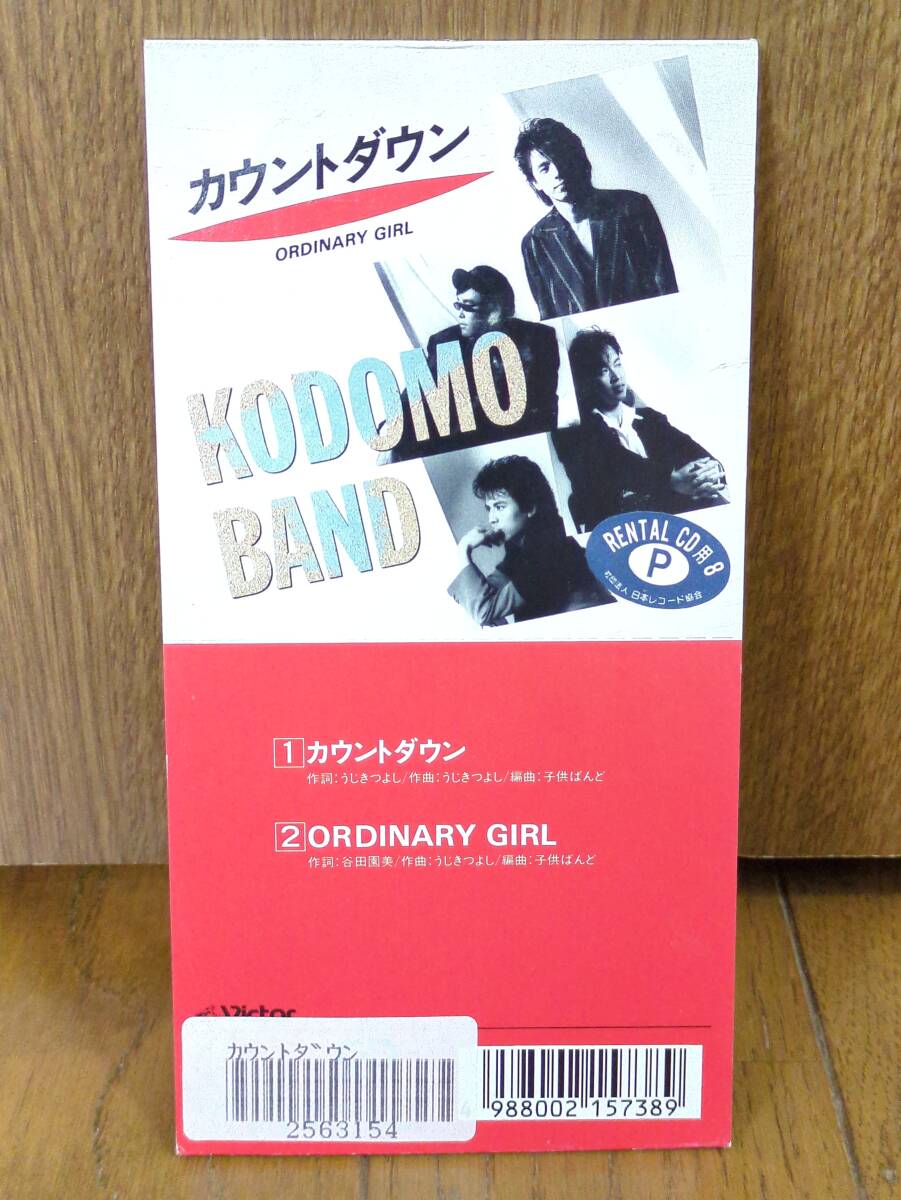 カウントダウン
ORDINARY GIRL
KODOMO
BAND
RENTAL CD用 8
P
社団法人 日本レコード協会
1 カウントダウン
作詞：うじきつよし/作曲：うじきつよし/編曲：子供ばんど
2 ORDINARY GIRL
作詞：谷田園美/作曲：うじきつよし/編曲：子供ばんど
Victor
カウントダウン
2563154
4 988002 157389